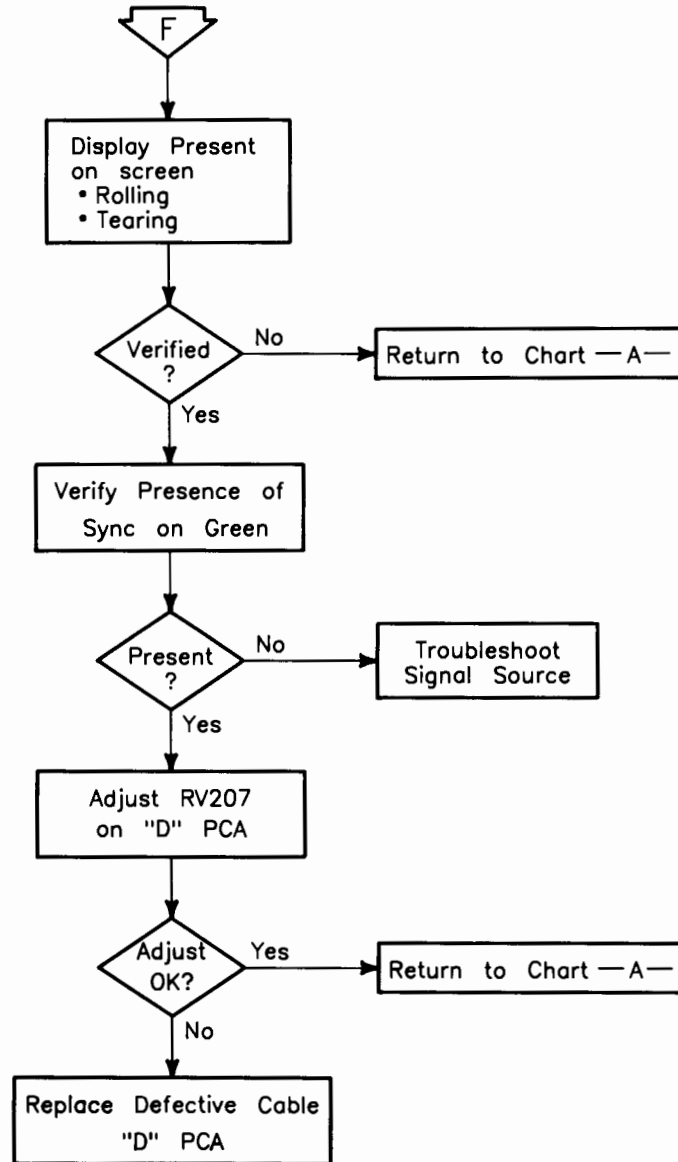 F
Display Present
on screen
• Rolling
• Tearing
Verified
?
No
Return to Chart —A—
Yes
Verify Presence of
Sync on Green
Present
?
No
Troubleshoot
Signal Source
Yes
Adjust RV207
on "D" PCA
Adjust
OK?
Yes
Return to Chart —A—
No
Replace Defective Cable
"D" PCA